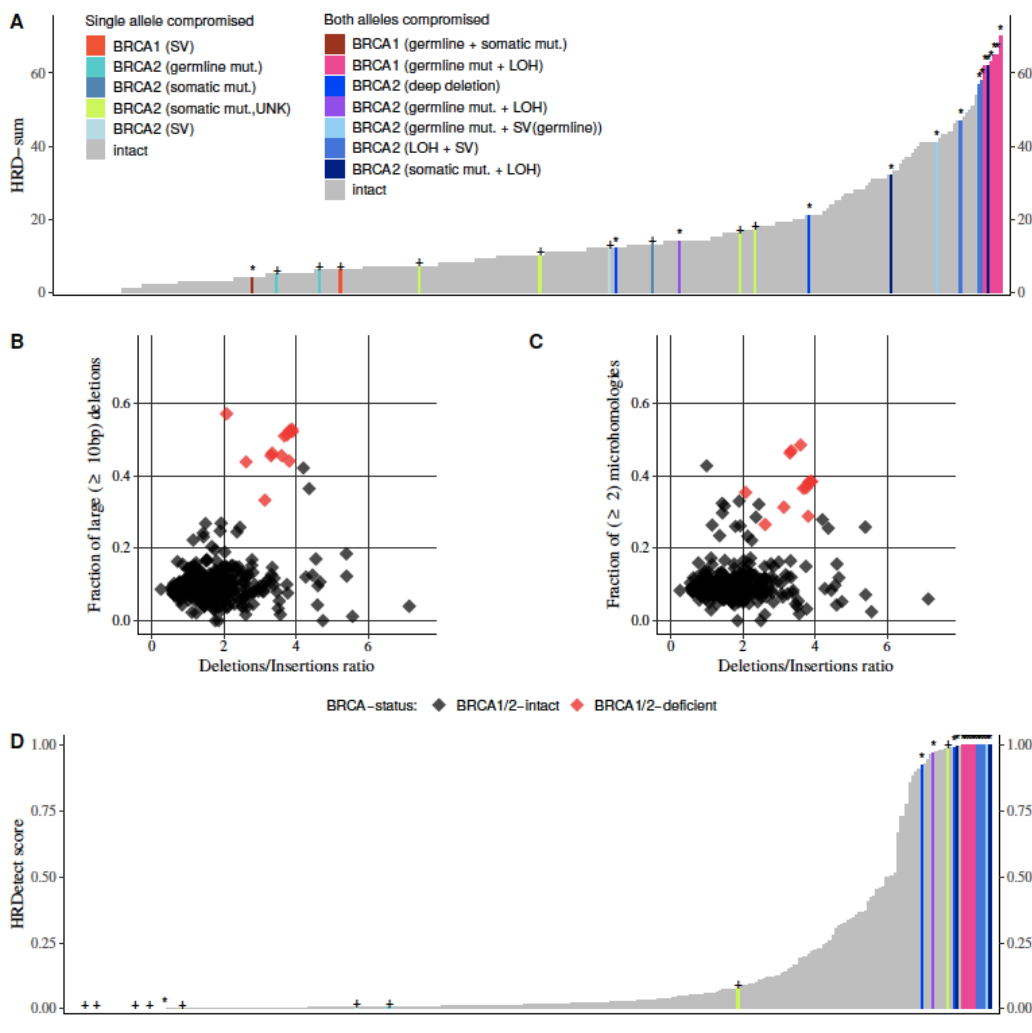 A
Single allele compromised
BRCA1 (SV)
BRCA2 (germline mut.)
BRCA2 (somatic mut.)
BRCA2 (somatic mut.,UNK)
BRCA2 (SV)
intact
Both alleles compromised
BRCA1 (germline + somatic mut.)
BRCA1 (germline mut + LOH)
BRCA2 (deep deletion)
BRCA2 (germline mut. + LOH)
BRCA2 (germline mut. + SV(germline))
BRCA2 (LOH + SV)
BRCA2 (somatic mut. + LOH)
intact
HRD-sum
60
40
20
0
60
40
20
0
B
Fraction of large (≥ 10bp) deletions
0.6
0.4
0.2
0.0
0 2 4 6
Deletions/Insertions ratio
C
Fraction of (≥ 2) microhomologies
0.6
0.4
0.2
0.0
0 2 4 6
Deletions/Insertions ratio
BRCA-status: BRCA1/2-intact BRCA1/2-deficient
D
HRDetect score
1.00
0.75
0.50
0.25
0.00
1.00
0.75
0.50
0.25
0.00